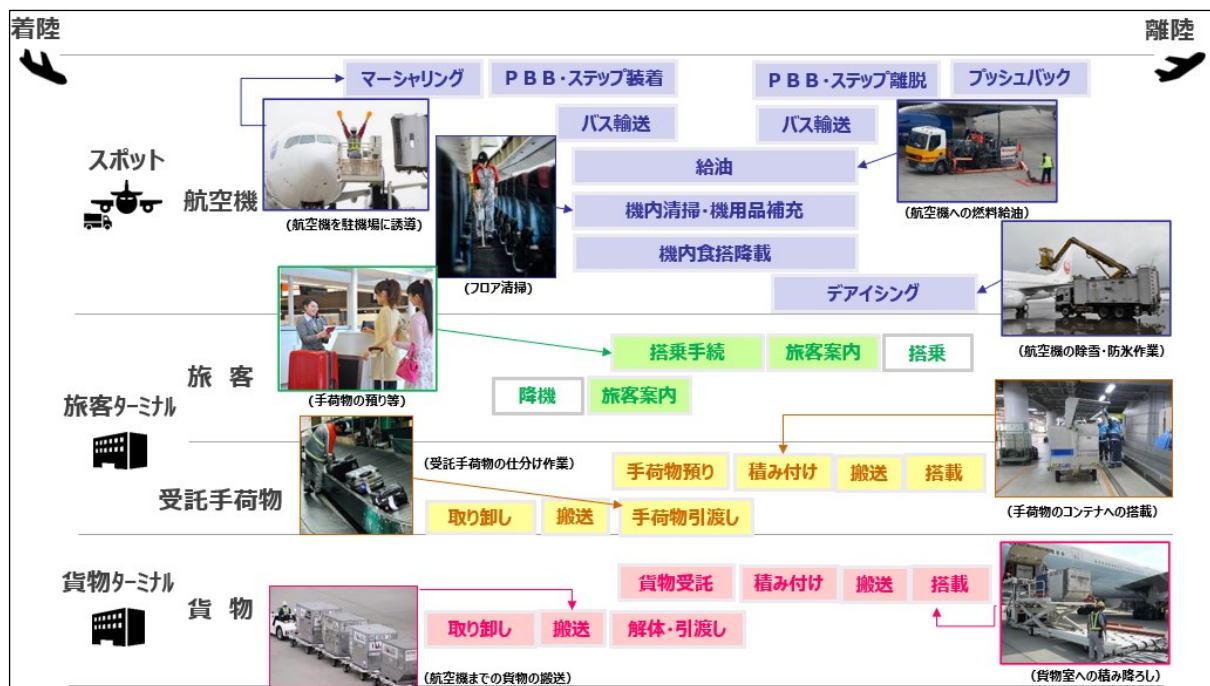 着陸
離陸
マーシャリング
ＰＢＢ・ステップ装着
ＰＢＢ・ステップ離脱
プッシュバック
バス輸送
バス輸送
スポット
給油
航空機
機内清掃・機用品補充
(航空機を駐機場に誘導)
(航空機への燃料給油)
機内食搭降載
(フロア清掃)
デアイシング
搭乗手続
旅客案内
搭乗
(航空機の除雪・防氷作業)
旅 客
降機
旅客案内
(手荷物の預り等)
旅客ターミナル
(受託手荷物の仕分け作業)
手荷物預り
積み付け
搬送
搭載
受託手荷物
取り卸し
搬送
手荷物引渡し
(手荷物のコンテナへの搭載)
貨物ターミナル
貨 物
貨物受託
積み付け
搬送
搭載
取り卸し
搬送
解体・引渡し
(航空機までの貨物の搬送)
(貨物室への積み降ろし)